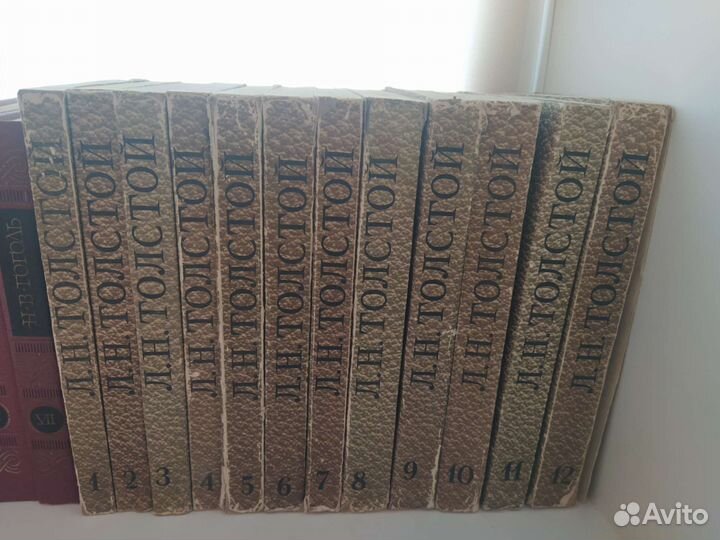 Н.В.ГОГОЛЬ
VII
Л.Н.ТОЛСТОЙ
1
Л.Н.ТОЛСТОЙ
2
Л.Н.ТОЛСТОЙ
3
Л.Н.ТОЛСТОЙ
4
Л.Н.ТОЛСТОЙ
5
Л.Н.ТОЛСТОЙ
6
Л.Н.ТОЛСТОЙ
7
Л.Н.ТОЛСТОЙ
8
Л.Н.ТОЛСТОЙ
9
Л.Н.ТОЛСТОЙ
10
Л.Н.ТОЛСТОЙ
11
Л.Н.ТОЛСТОЙ
12
Avito